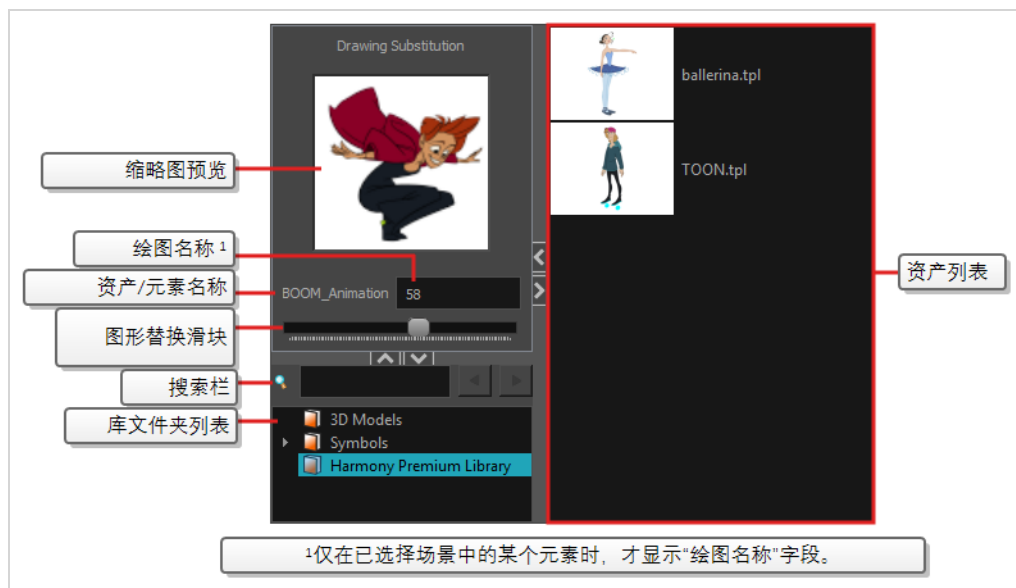 Drawing Substitution
缩略图预览
绘图名称¹
资产/元素名称
BOOM_Animation 58
图形替换滑块
搜索栏
库文件夹列表
3D Models
Symbols
Harmony Premium Library
ballerina.tpl
TOON.tpl
资产列表
¹仅在已选择场景中的某个元素时，才显示“绘图名称”字段。